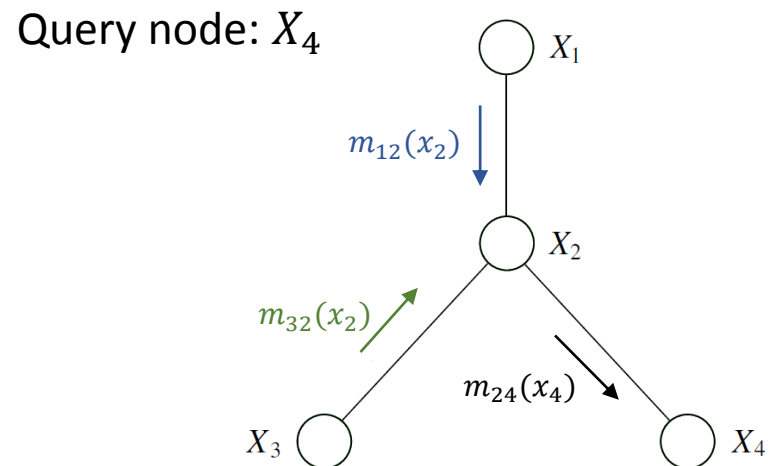 Query node: X₄
X₁
m₁₂(x₂)
X₂
m₃₂(x₂)
m₂₄(x₄)
X₃
X₄